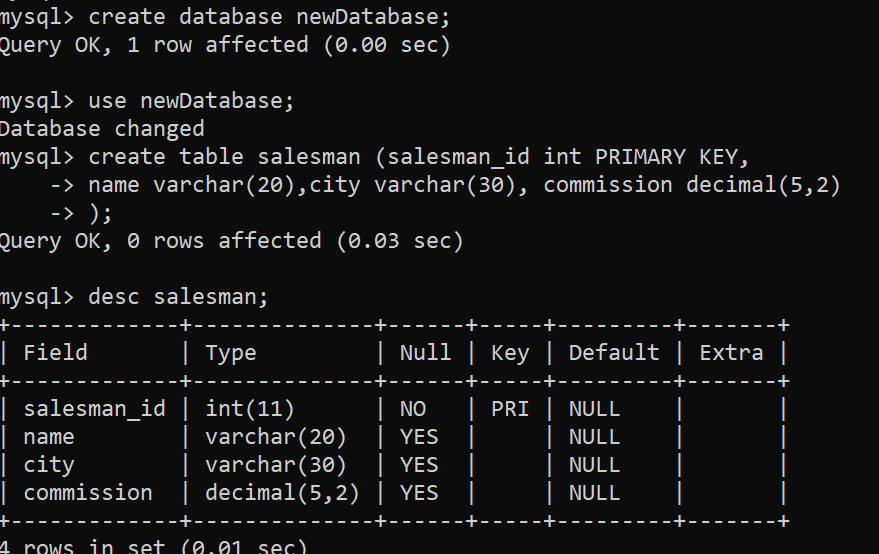 mysql> create database newDatabase;
Query OK, 1 row affected (0.00 sec)
mysql> use newDatabase;
Database changed
mysql> create table salesman (salesman_id int PRIMARY KEY,
    -> name varchar(20),city varchar(30), commission decimal(5,2)
    -> );
Query OK, 0 rows affected (0.03 sec)
mysql> desc salesman;
+-------------+--------------+------+-----+---------+-------+
| Field       | Type         | Null | Key | Default | Extra |
+-------------+--------------+------+-----+---------+-------+
| salesman_id | int(11)      | NO   | PRI | NULL    |       |
| name        | varchar(20)  | YES  |     | NULL    |       |
| city        | varchar(30)  | YES  |     | NULL    |       |
| commission  | decimal(5,2) | YES  |     | NULL    |       |
+-------------+--------------+------+-----+---------+-------+
4 rows in set (0.01 sec)